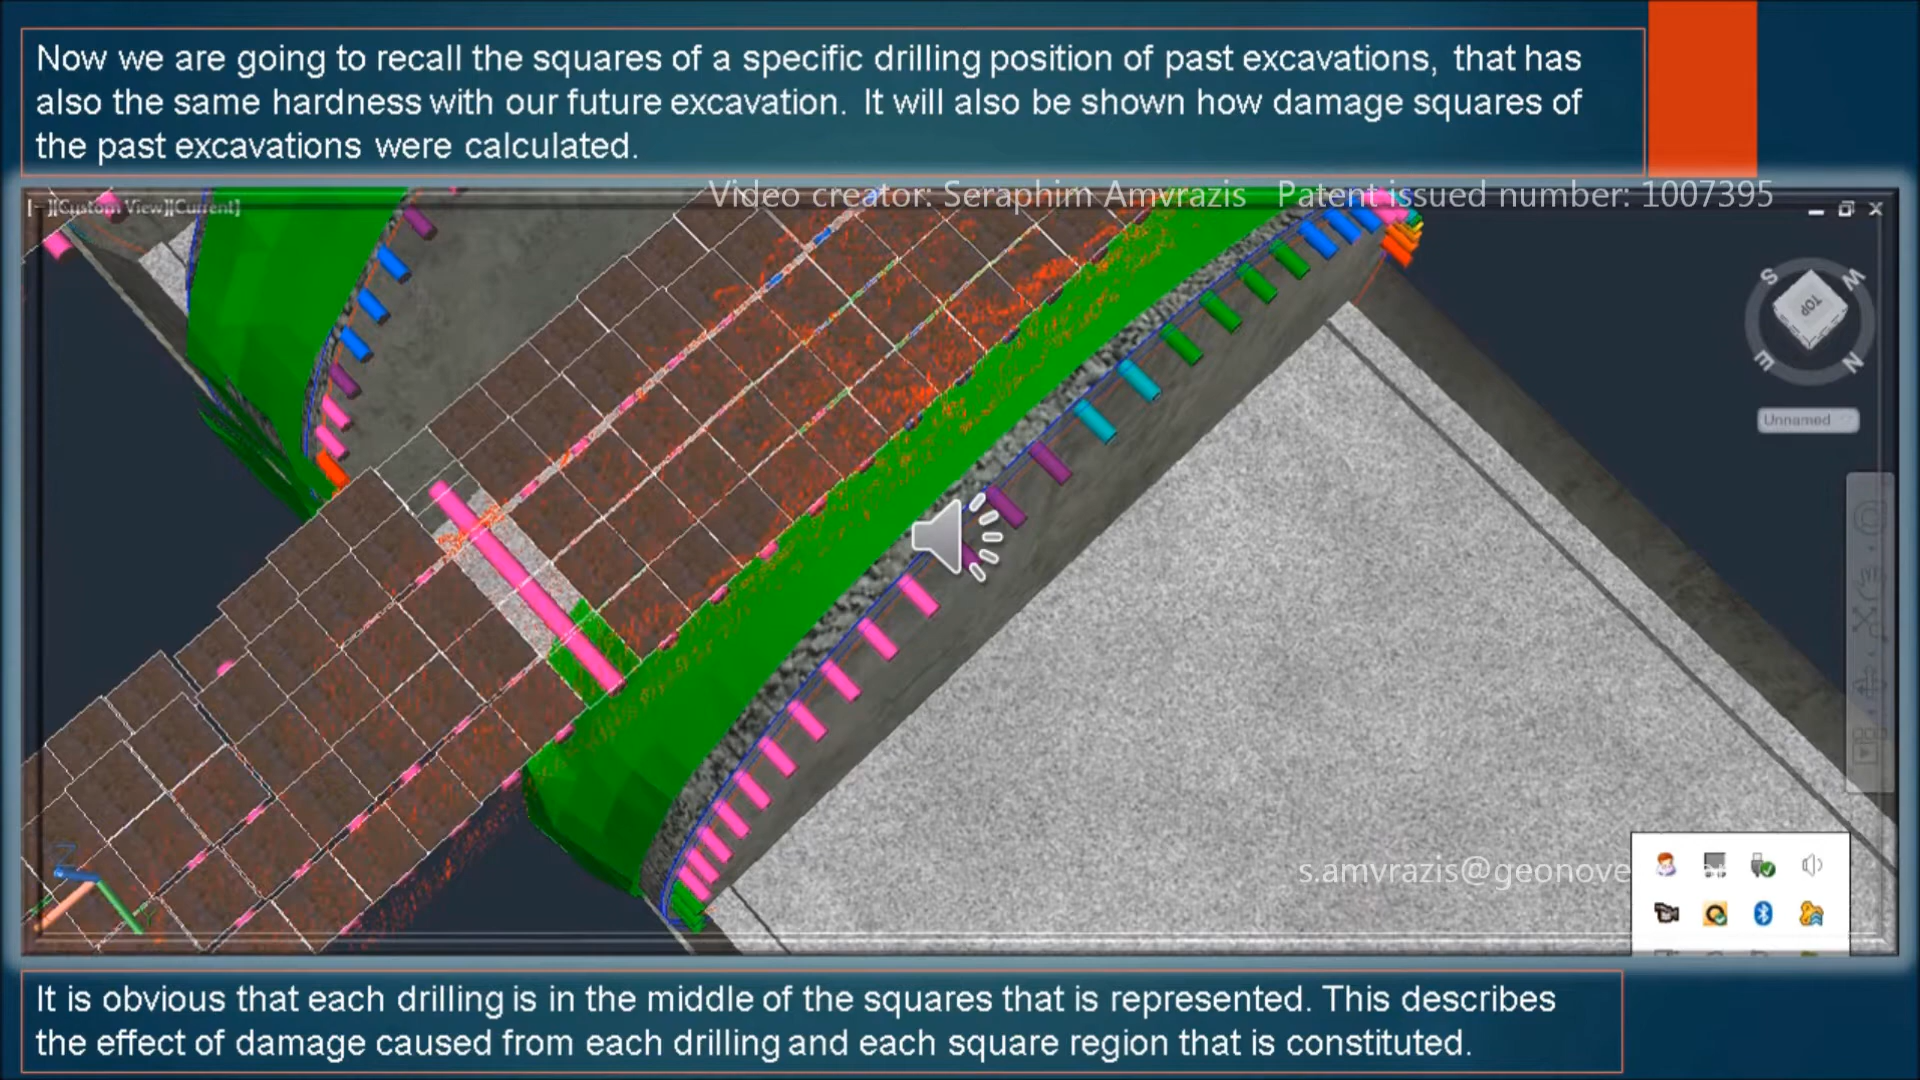 Now we are going to recall the squares of a specific drilling position of past excavations, that has
also the same hardness with our future excavation. It will also be shown how damage squares of
the past excavations were calculated.
Video creator: Seraphim Amvrazis Patent issued number: 1007395
[-][Custom View][Current]
S
W
TOP
E
N
Unnamed
Z
Y
s.amvrazis@geonove
It is obvious that each drilling is in the middle of the squares that is represented. This describes
the effect of damage caused from each drilling and each square region that is constituted.